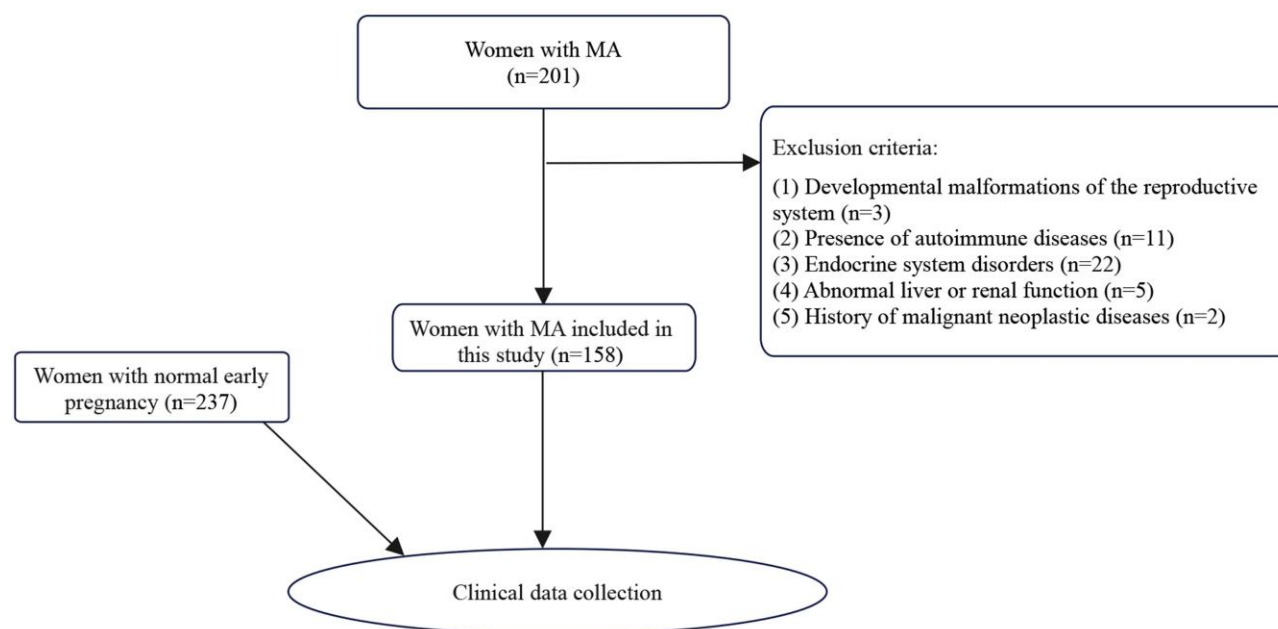 Women with MA
(n=201)
Exclusion criteria:
(1) Developmental malformations of the reproductive
system (n=3)
(2) Presence of autoimmune diseases (n=11)
(3) Endocrine system disorders (n=22)
(4) Abnormal liver or renal function (n=5)
(5) History of malignant neoplastic diseases (n=2)
Women with MA included in
this study (n=158)
Women with normal early
pregnancy (n=237)
Clinical data collection